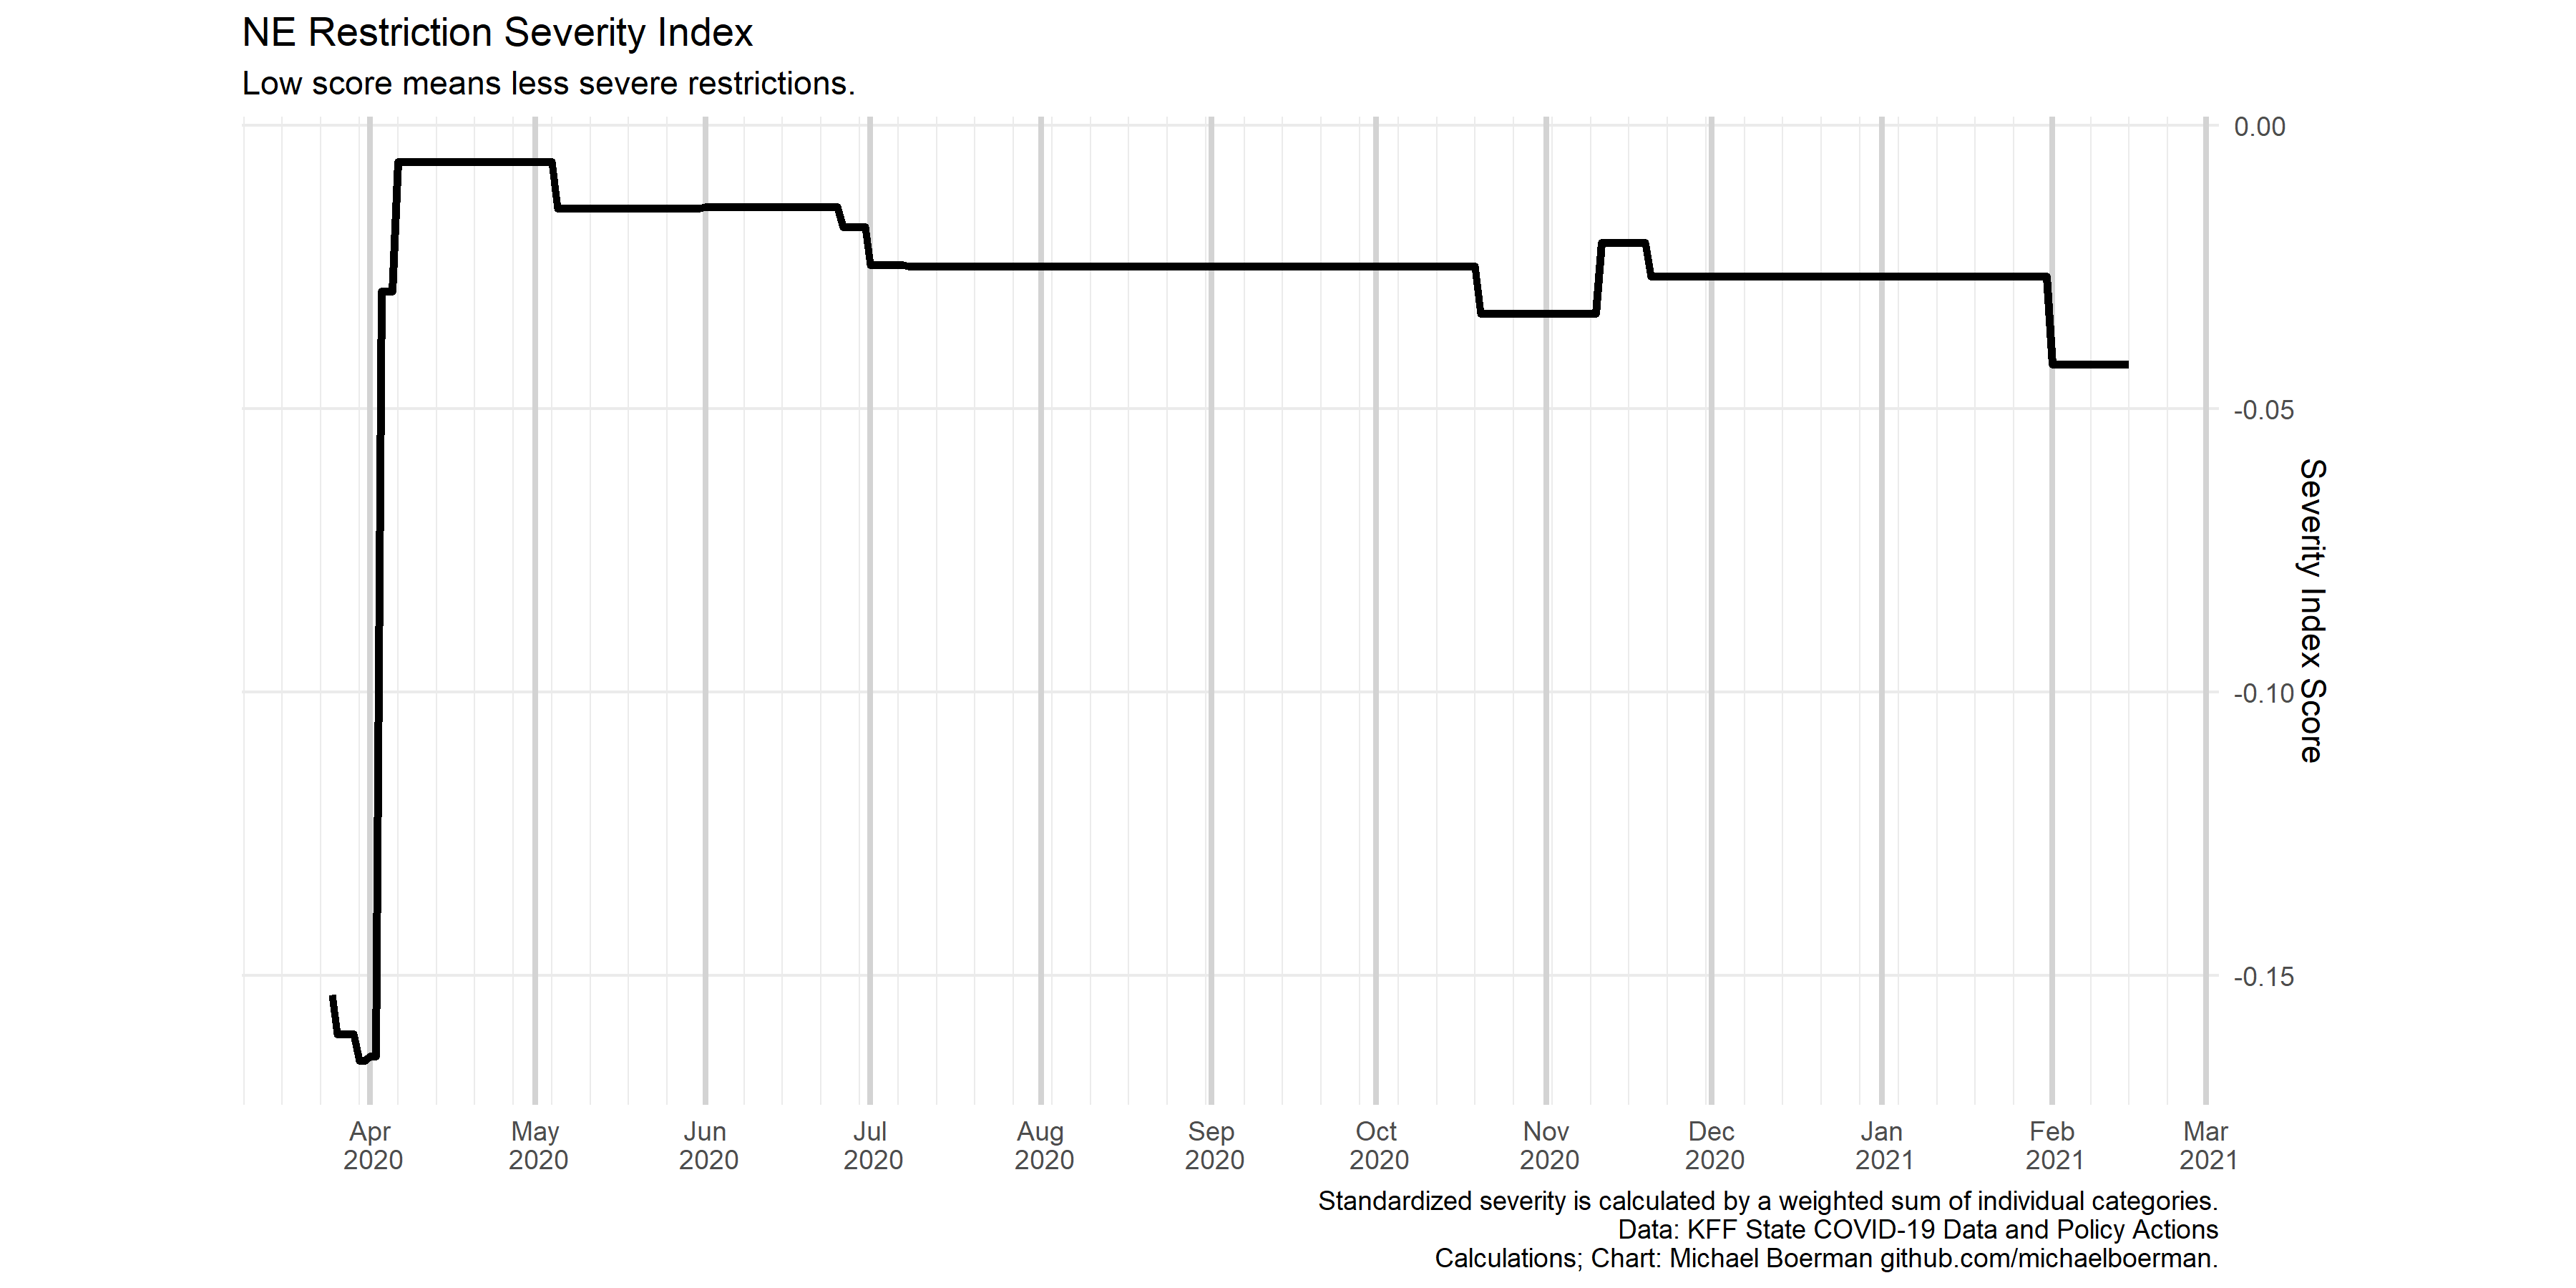 NE Restriction Severity Index
Low score means less severe restrictions.
0.00
-0.05
-0.10
-0.15
Severity Index Score
Apr May Jun Jul Aug Sep Oct Nov Dec Jan Feb Mar
2020 2020 2020 2020 2020 2020 2020 2020 2020 2021 2021 2021
Standardized severity is calculated by a weighted sum of individual categories.
Data: KFF State COVID-19 Data and Policy Actions
Calculations; Chart: Michael Boerman github.com/michaelboerman.